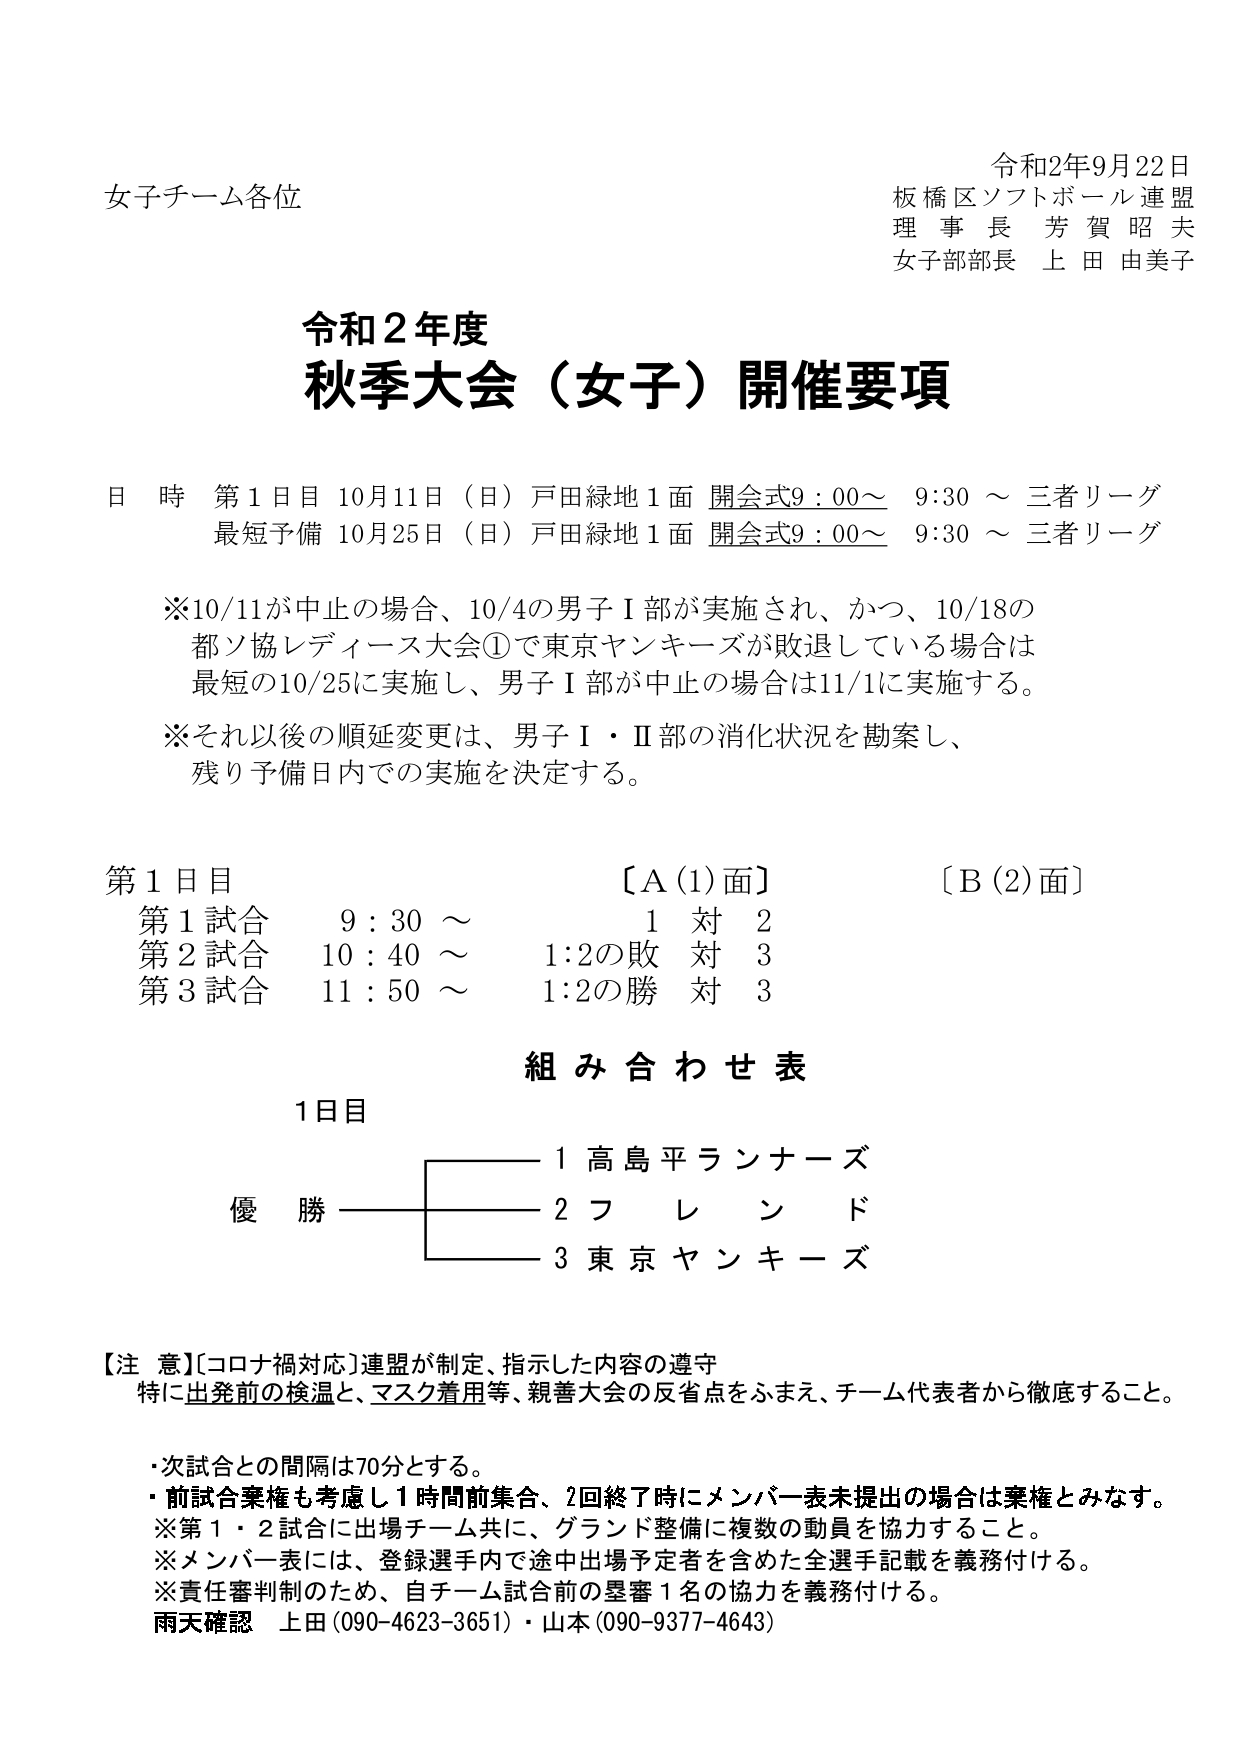 令和2年9月22日
女子チーム各位
板橋区ソフトボール連盟
理事長 芳賀昭夫
女子部部長 上田 由美子
令和２年度
秋季大会（女子）開催要項
日 時 第１日目 10月11日（日）戸田緑地１面 開会式9：00～ 9:30 ～ 三者リーグ
最短予備 10月25日（日）戸田緑地１面 開会式9：00～ 9:30 ～ 三者リーグ
※10/11が中止の場合、10/4の男子Ⅰ部が実施され、かつ、10/18の
都ソ協レディース大会①で東京ヤンキーズが敗退している場合は
最短の10/25に実施し、男子Ⅰ部が中止の場合は11/1に実施する。
※それ以後の順延変更は、男子Ⅰ・Ⅱ部の消化状況を勘案し、
残り予備日内での実施を決定する。
第１日目 〔Ａ(1)面〕 〔Ｂ(2)面〕
第１試合 9：30 ～ 1 対 2
第２試合 10：40 ～ 1:2の敗 対 3
第３試合 11：50 ～ 1:2の勝 対 3
組み合わせ表
1日目
1 高島平ランナーズ
優 勝 2 フレンド
3 東京ヤンキーズ
【注 意】〔コロナ禍対応〕連盟が制定、指示した内容の遵守
特に出発前の検温と、マスク着用等、親善大会の反省点をふまえ、チーム代表者から徹底すること。
・次試合との間隔は70分とする。
・前試合棄権も考慮し１時間前集合、2回終了時にメンバー表未提出の場合は棄権とみなす。
※第１・２試合に出場チーム共に、グランド整備に複数の動員を協力すること。
※メンバー表には、登録選手内で途中出場予定者を含めた全選手記載を義務付ける。
※責任審判制のため、自チーム試合前の塁審１名の協力を義務付ける。
雨天確認 上田(090-4623-3651)・山本(090-9377-4643)